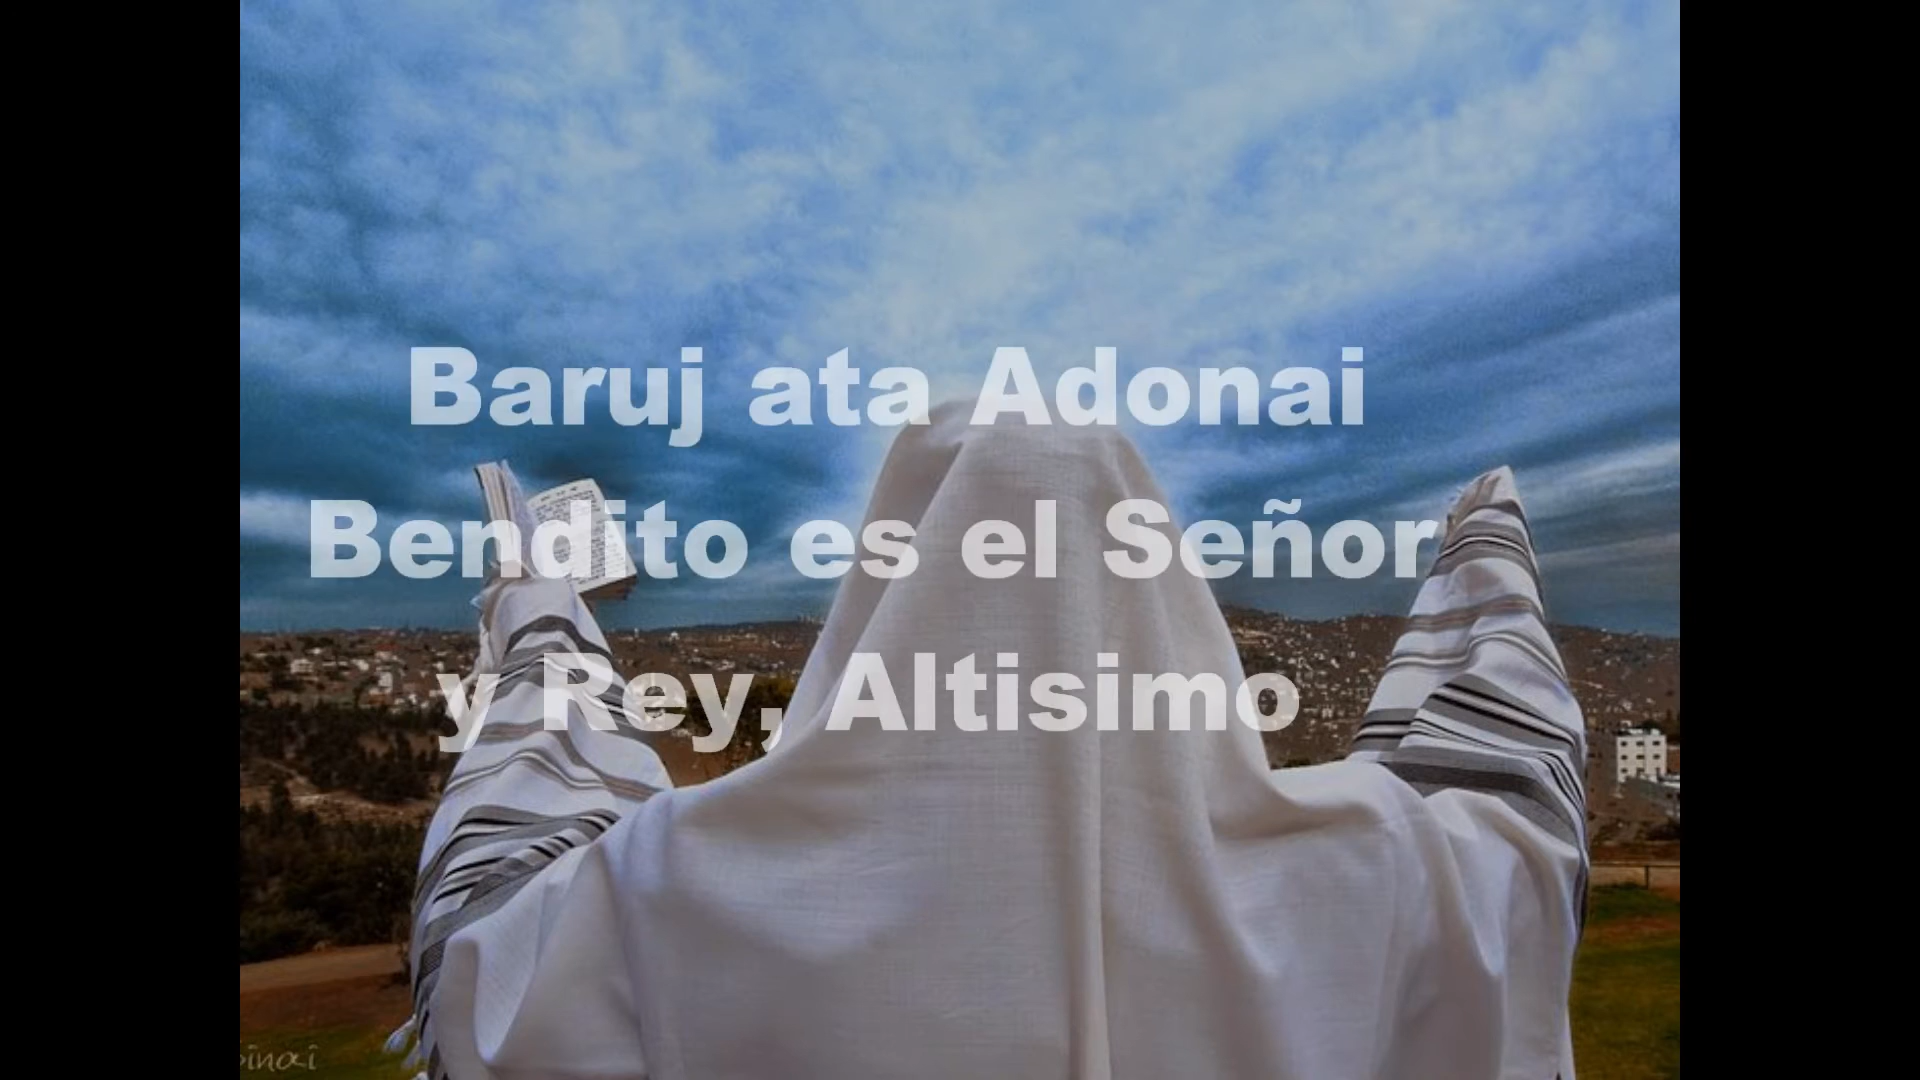 Baruj ata Adonai
Bendito es el Señor
y Rey, Altisimo